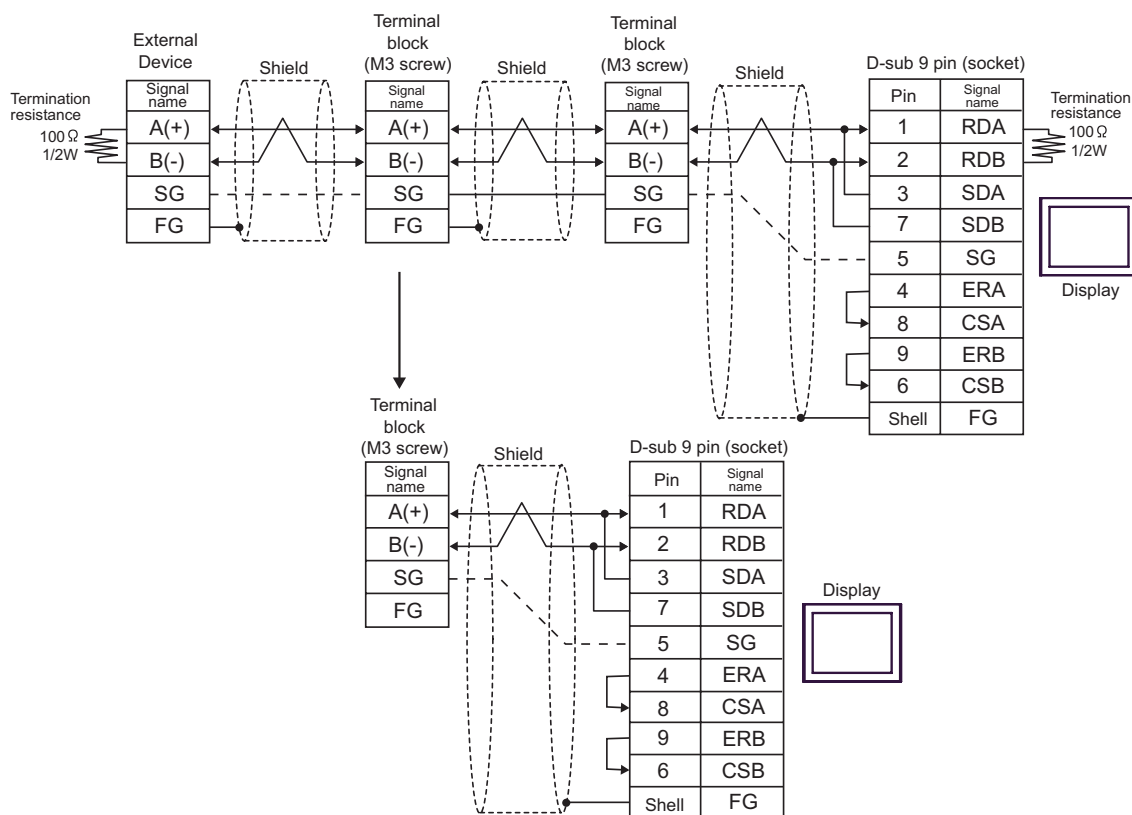 External
Device
Terminal
block
(M3 screw)
Terminal
block
(M3 screw)
D-sub 9 pin (socket)
Shield
Shield
Shield
Termination
resistance
100Ω
1/2W
Signal
name
A(+)
B(-)
SG
FG
Signal
name
A(+)
B(-)
SG
FG
Signal
name
A(+)
B(-)
SG
FG
Pin Signal
name
1 RDA
2 RDB
3 SDA
7 SDB
5 SG
4 ERA
8 CSA
9 ERB
6 CSB
Shell FG
Termination
resistance
100Ω
1/2W
Display
Terminal
block
(M3 screw)
Shield
D-sub 9 pin (socket)
Signal
name
A(+)
B(-)
SG
FG
Pin Signal
name
1 RDA
2 RDB
3 SDA
7 SDB
5 SG
4 ERA
8 CSA
9 ERB
6 CSB
Shell FG
Display